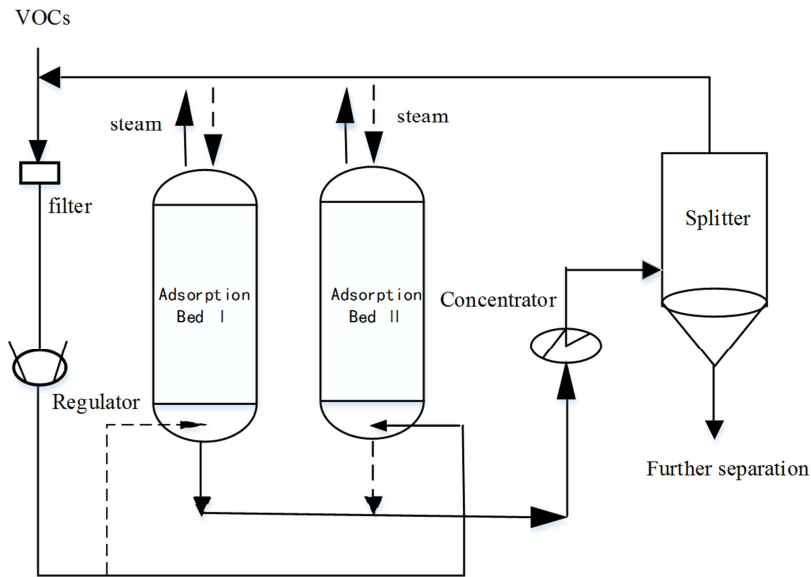 VOCs
steam
steam
filter
Splitter
Adsorption
Bed Ⅰ
Adsorption
Bed Ⅱ
Concentrator
Regulator
Further separation